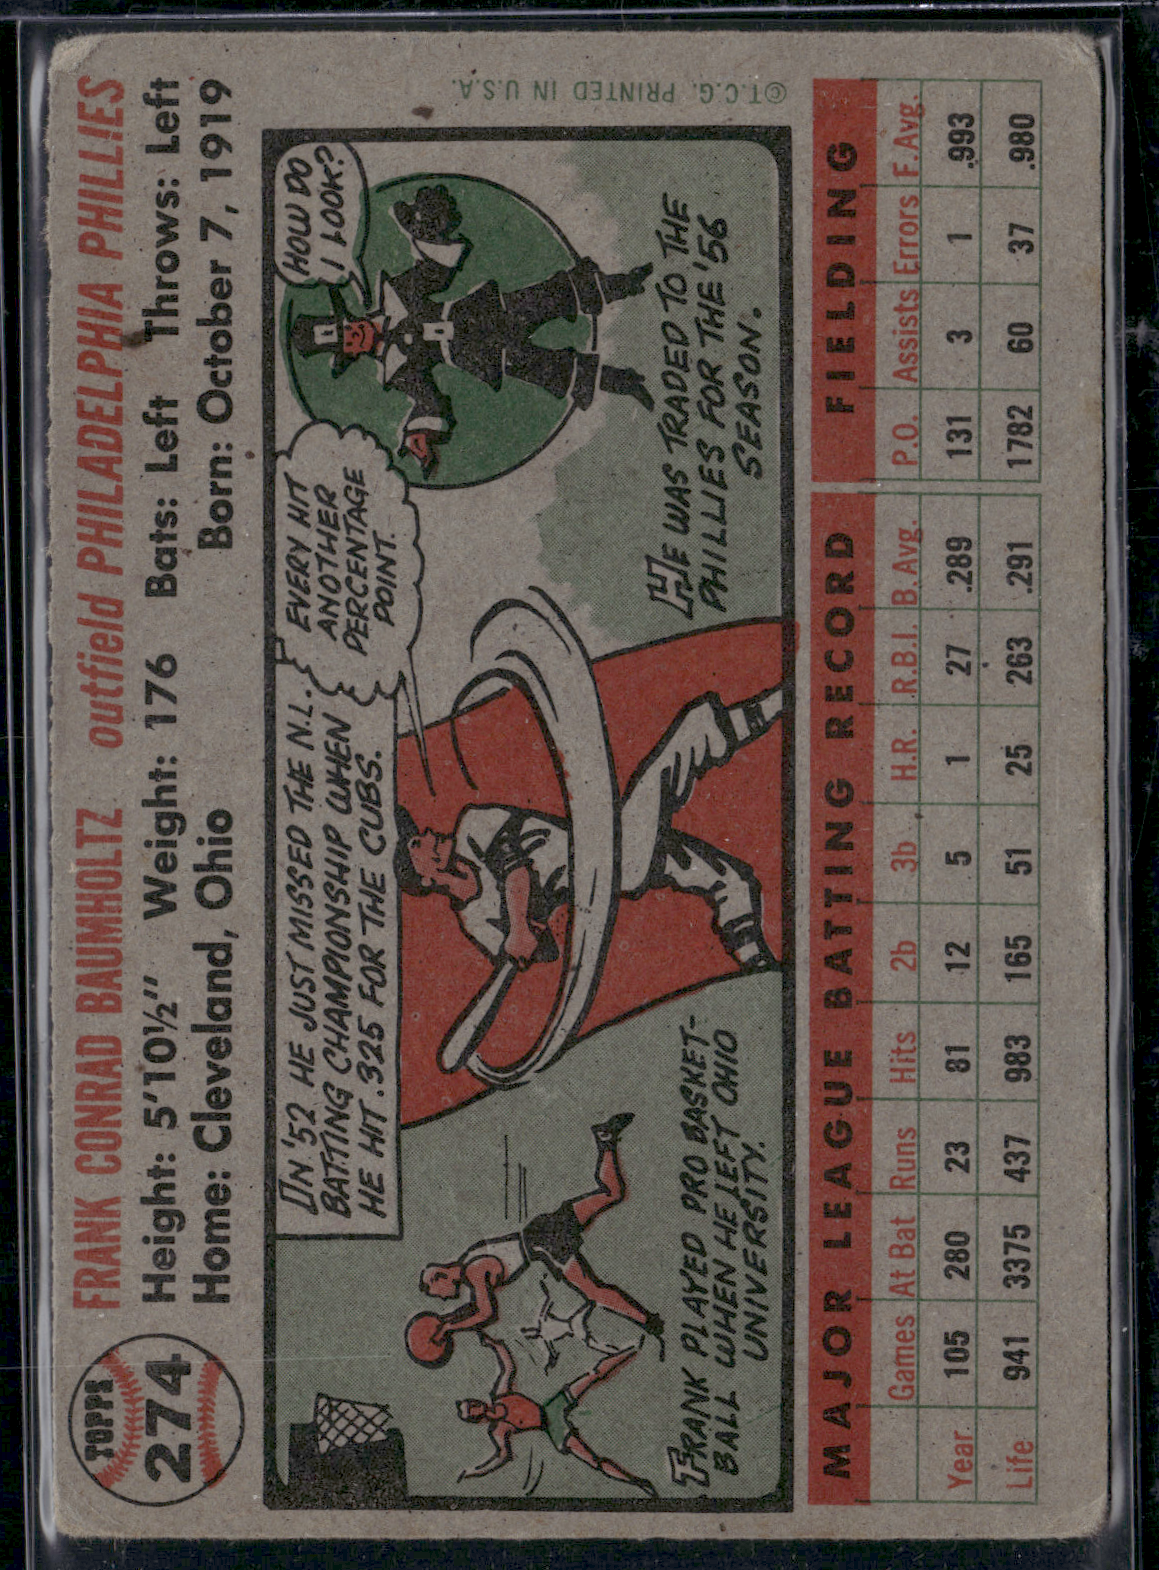 TOPPS
274
FRANK CONRAD BAUMHOLTZ outfield PHILADELPHIA PHILLIES
Height: 5'10½" Weight: 176 Bats: Left Throws: Left
Home: Cleveland, Ohio Born: October 7, 1919
IN '52 HE JUST MISSED THE N.L.
BATTING CHAMPIONSHIP WHEN
HE HIT .325 FOR THE CUBS.
EVERY HIT
ANOTHER
PERCENTAGE
POINT.
HOW DO
I LOOK?
FRANK PLAYED PRO BASKET-
BALL WHEN HE LEFT OHIO
UNIVERSITY.
HE WAS TRADED TO THE
PHILLIES FOR THE '56
SEASON.
©T.C.G. PRINTED IN U.S.A.
MAJOR LEAGUE BATTING RECORD FIELDING
Games At Bat Runs Hits 2b 3b H.R. R.B.I. B.Avg. P.O. Assists Errors F.Avg.
Year 105 280 23 81 12 5 1 27 .289 131 3 1 .993
Life 941 3375 437 983 165 51 25 263 .291 1782 60 37 .980